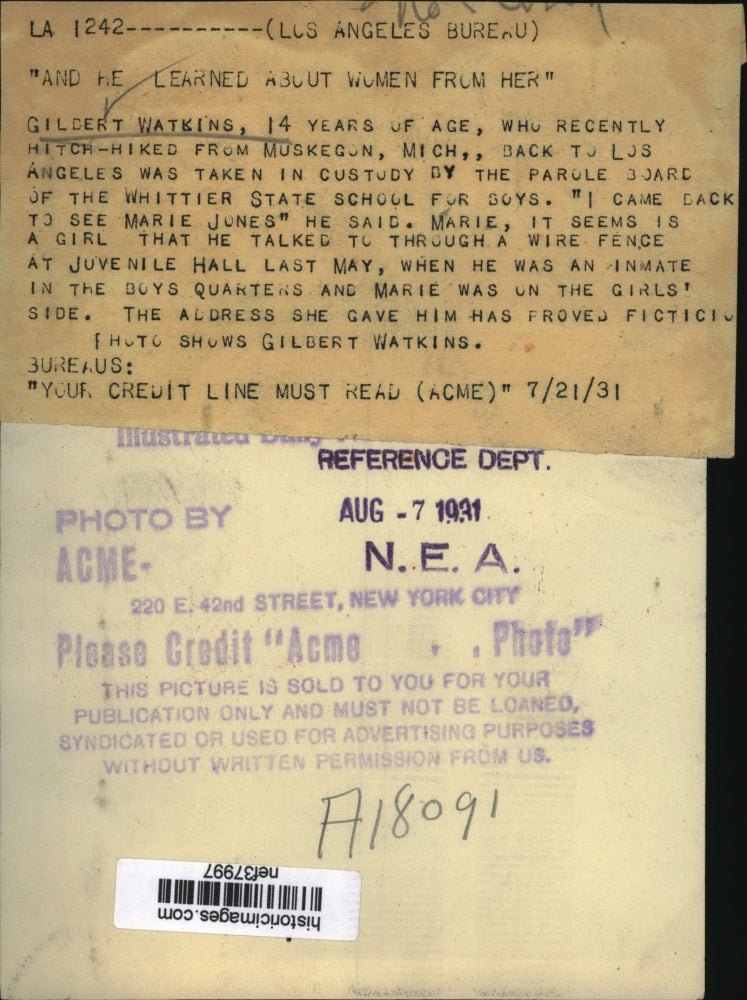 LA 1242----------(LOS ANGELES BUREAU)
"AND HE LEARNED ABOUT WOMEN FROM HER"
GILBERT WATKINS, 14 YEARS OF AGE, WHO RECENTLY
HITCH-HIKED FROM MUSKEGON, MICH,, BACK TO LOS
ANGELES WAS TAKEN IN CUSTODY BY THE PAROLE BOARD
OF THE WHITTIER STATE SCHOOL FOR BOYS. "I CAME BACK
TO SEE MARIE JONES" HE SAID. MARIE, IT SEEMS IS
A GIRL THAT HE TALKED TO THROUGH A WIRE FENCE
AT JUVENILE HALL LAST MAY, WHEN HE WAS AN INMATE
IN THE BOYS QUARTERS AND MARIE WAS ON THE GIRLS'
SIDE. THE ADDRESS SHE GAVE HIM HAS PROVED FICTICIO
PHOTO SHOWS GILBERT WATKINS.
BUREAUS:
"YOUR CREDIT LINE MUST READ (ACME)" 7/21/31
Illustrated Daily
REFERENCE DEPT.
AUG -7 1931
N. E. A.
PHOTO BY
ACME-
220 E. 42nd STREET, NEW YORK CITY
Please Credit "Acme . . Photo"
THIS PICTURE IS SOLD TO YOU FOR YOUR
PUBLICATION ONLY AND MUST NOT BE LOANED,
SYNDICATED OR USED FOR ADVERTISING PURPOSES
WITHOUT WRITTEN PERMISSION FROM US.
A18091
historicimages.com
nef37997